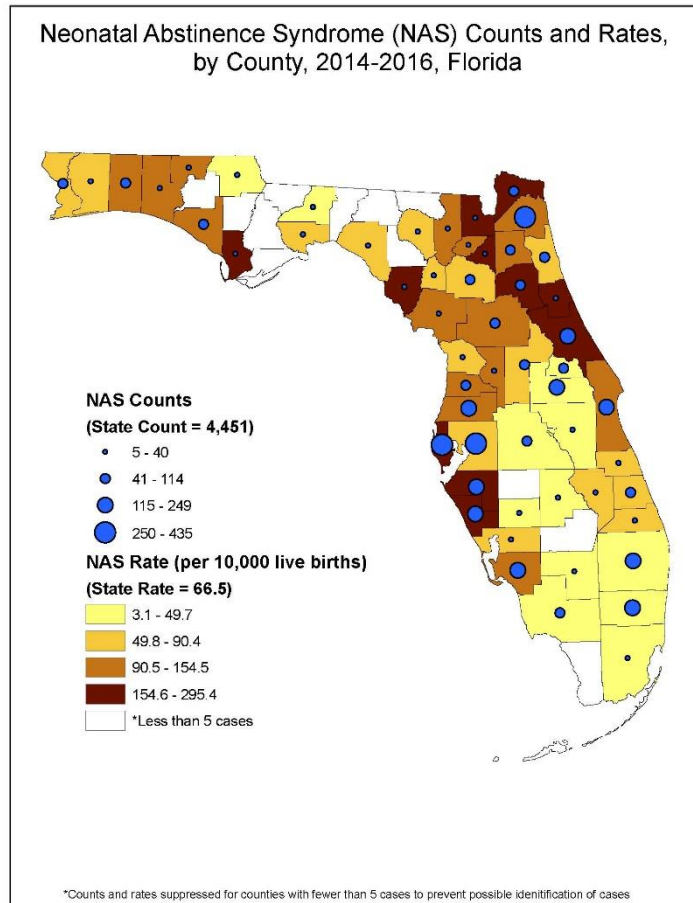 Neonatal Abstinence Syndrome (NAS) Counts and Rates,
by County, 2014-2016, Florida
NAS Counts
(State Count = 4,451)
5 - 40
41 - 114
115 - 249
250 - 435
NAS Rate (per 10,000 live births)
(State Rate = 66.5)
3.1 - 49.7
49.8 - 90.4
90.5 - 154.5
154.6 - 295.4
*Less than 5 cases
*Counts and rates suppressed for counties with fewer than 5 cases to prevent possible idenitification of cases